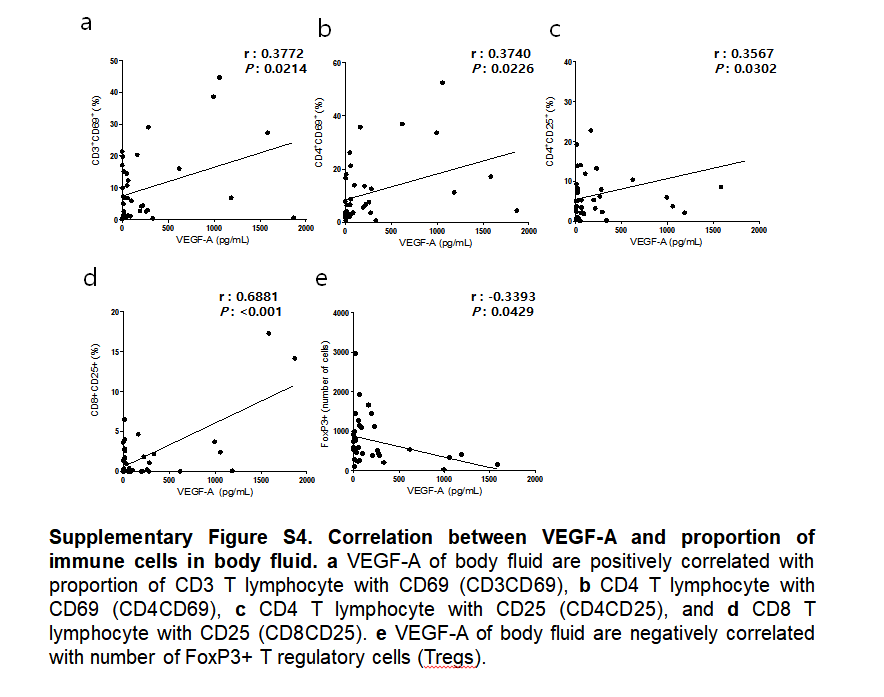 a
r : 0.3772
P : 0.0214
CD3+CD69+ (%)
50
40
30
20
10
0
0 500 1000 1500 2000
VEGF-A (pg/mL)
b
r : 0.3740
P : 0.0226
CD4+CD69+ (%)
60
40
20
0
0 500 1000 1500 2000
VEGF-A (pg/mL)
c
r : 0.3567
P : 0.0302
CD4+CD25+ (%)
40
30
20
10
0
0 500 1000 1500 2000
VEGF-A (pg/mL)
d
r : 0.6881
P : <0.001
CD8+CD25+ (%)
20
15
10
5
0
0 500 1000 1500 2000
VEGF-A (pg/mL)
e
r : -0.3393
P : 0.0429
FoxP3+ (number of cells)
4000
3000
2000
1000
0
0 500 1000 1500 2000
VEGF-A (pg/mL)
Supplementary Figure S4. Correlation between VEGF-A and proportion of
immune cells in body fluid. a VEGF-A of body fluid are positively correlated with
proportion of CD3 T lymphocyte with CD69 (CD3CD69), b CD4 T lymphocyte with
CD69 (CD4CD69), c CD4 T lymphocyte with CD25 (CD4CD25), and d CD8 T
lymphocyte with CD25 (CD8CD25). e VEGF-A of body fluid are negatively correlated
with number of FoxP3+ T regulatory cells (Tregs).